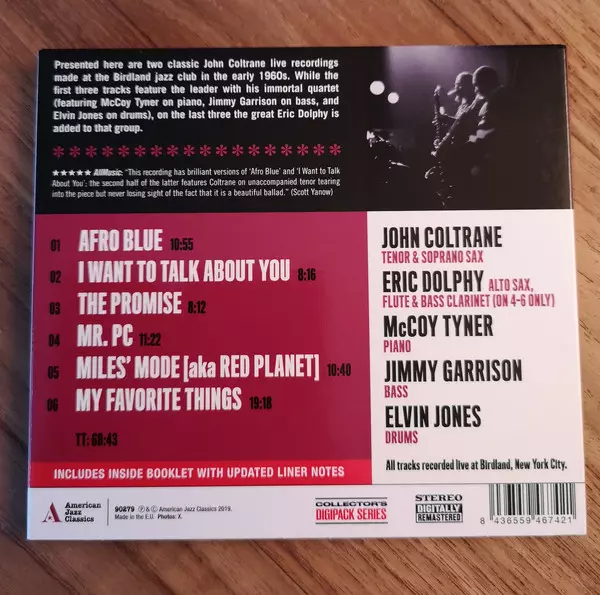 Presented here are two classic John Coltrane live recordings
made at the Birdland jazz club in the early 1960s. While the
first three tracks feature the leader with his immortal quartet
(featuring McCoy Tyner on piano, Jimmy Garrison on bass, and
Elvin Jones on drums), on the last three the great Eric Dolphy is
added to that group.
★★★★★ AllMusic: "This recording has brilliant versions of 'Afro Blue' and 'I Want to Talk
About You'; the second half of the latter features Coltrane on unaccompanied tenor tearing
into the piece but never losing sight of the fact that it is a beautiful ballad." (Scott Yanow)
01 AFRO BLUE 10:55
02 I WANT TO TALK ABOUT YOU 8:16
03 THE PROMISE 8:12
04 MR. PC 11:22
05 MILES' MODE [aka RED PLANET] 10:40
06 MY FAVORITE THINGS 19:18
TT: 68:43
INCLUDES INSIDE BOOKLET WITH UPDATED LINER NOTES
JOHN COLTRANE
TENOR & SOPRANO SAX
ERIC DOLPHY ALTO SAX,
FLUTE & BASS CLARINET (ON 4-6 ONLY)
McCOY TYNER
PIANO
JIMMY GARRISON
BASS
ELVIN JONES
DRUMS
All tracks recorded live at Birdland, New York City.
A American
Jazz
Classics
90279 ℗ & © American Jazz Classics 2019.
Made in the E.U. Photos: X.
COLLECTOR'S
DIGIPACK SERIES
STEREO
DIGITALLY
REMASTERED
8 436559 467421